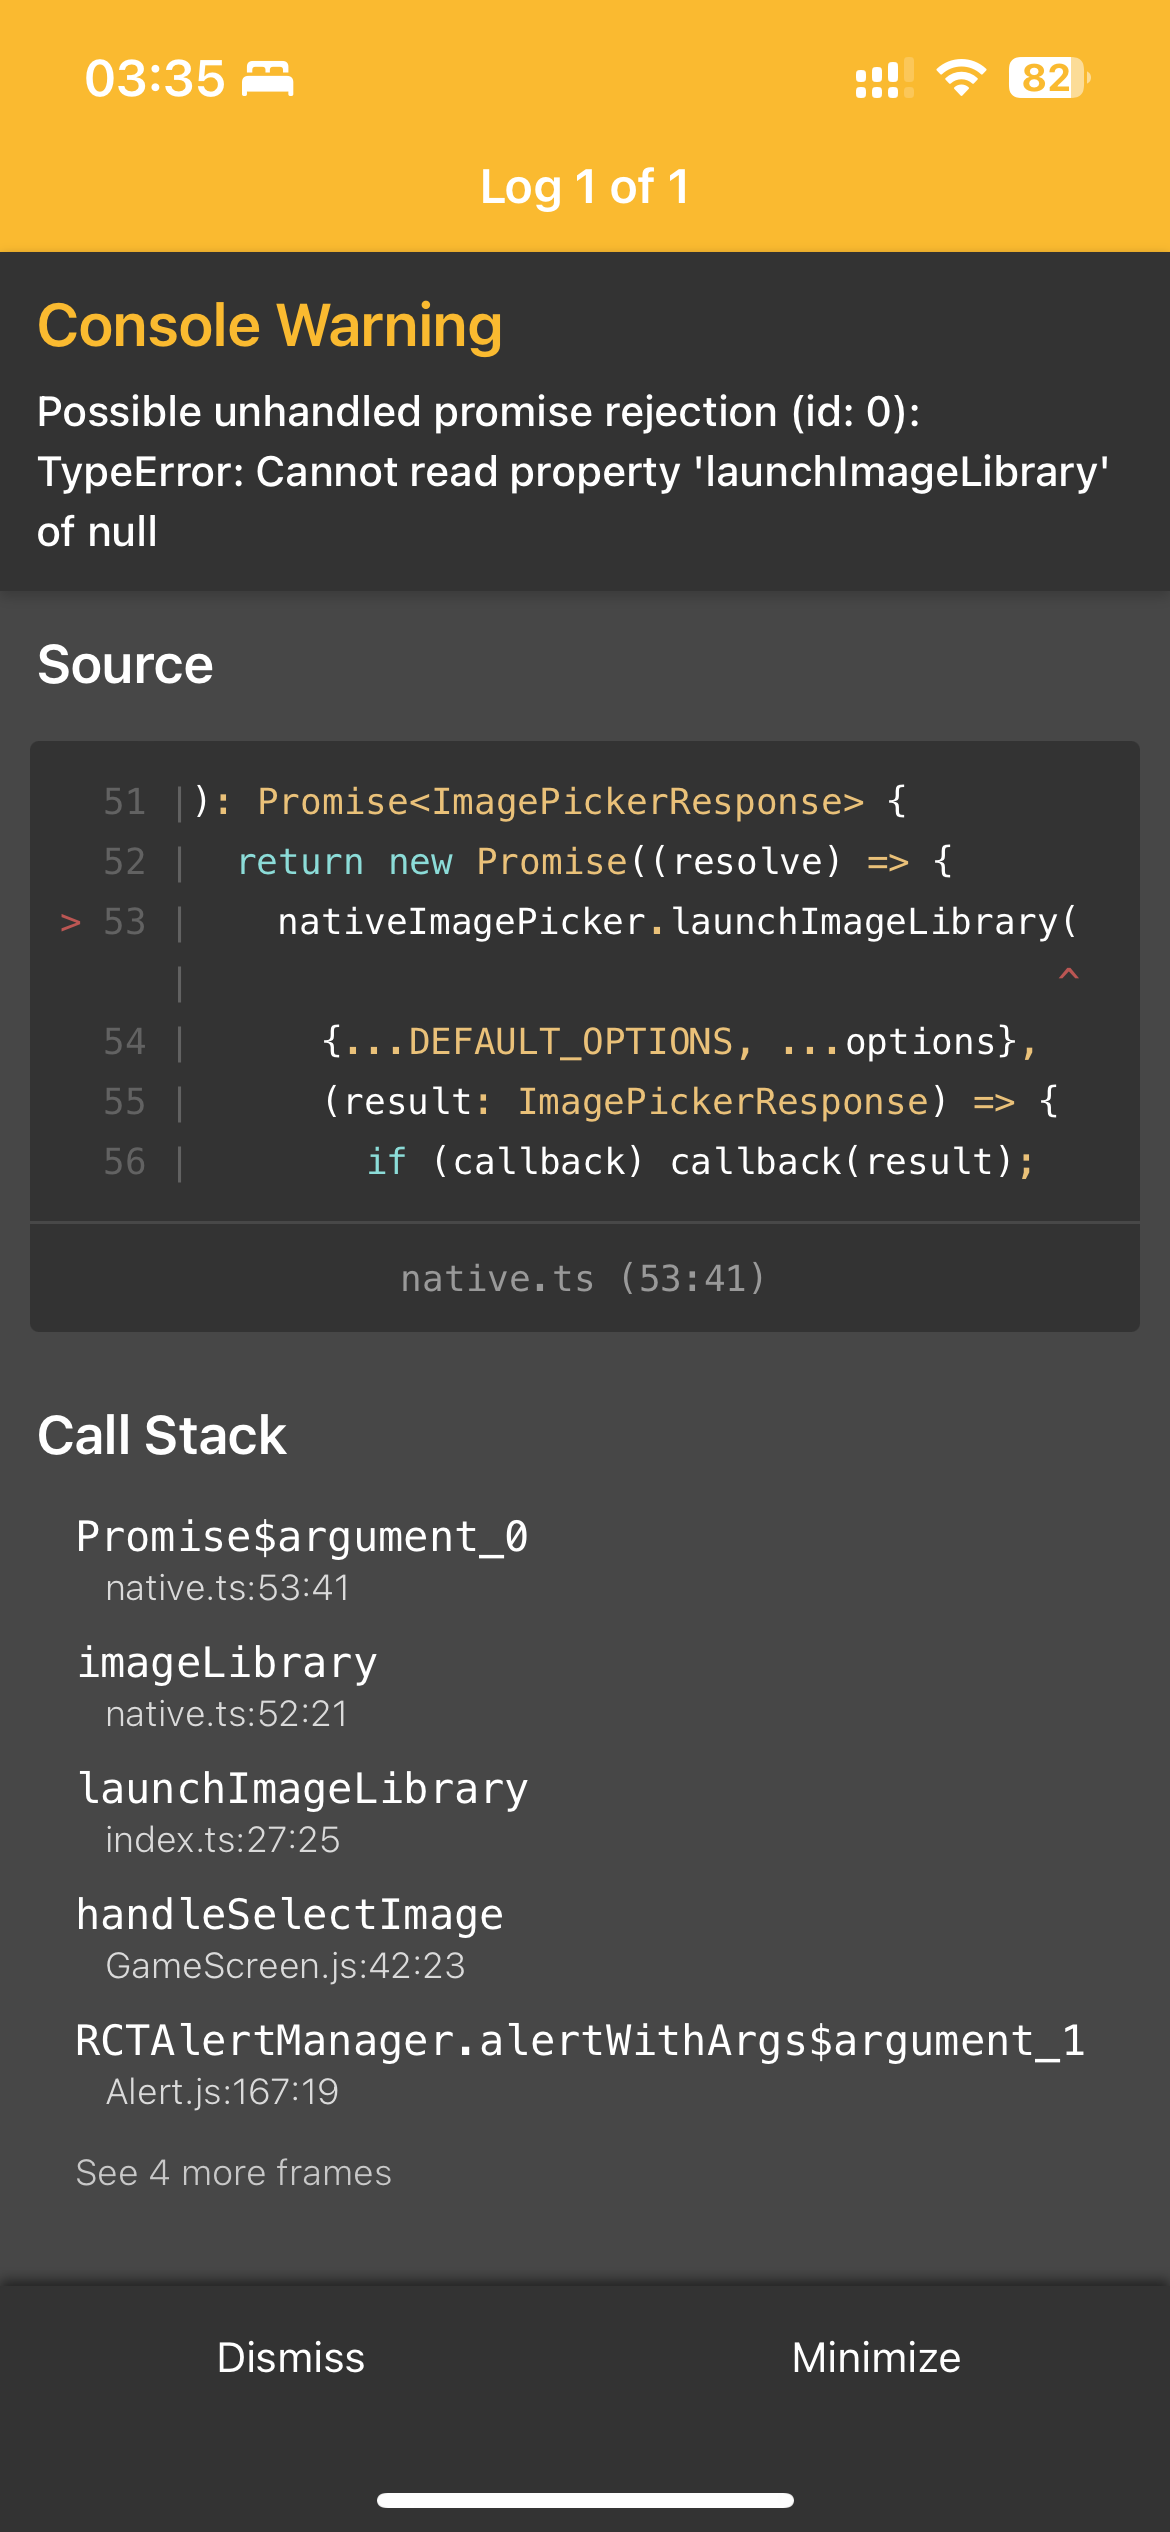 03:35
82
Log 1 of 1
Console Warning
Possible unhandled promise rejection (id: 0):
TypeError: Cannot read property 'launchImageLibrary'
of null
Source
51 |): Promise<ImagePickerResponse> {
52 |  return new Promise((resolve) => {
> 53 |    nativeImagePicker.launchImageLibrary(
|                                         ^
54 |      {...DEFAULT_OPTIONS, ...options},
55 |      (result: ImagePickerResponse) => {
56 |        if (callback) callback(result);
native.ts (53:41)
Call Stack
Promise$argument_0
native.ts:53:41
imageLibrary
native.ts:52:21
launchImageLibrary
index.ts:27:25
handleSelectImage
GameScreen.js:42:23
RCTAlertManager.alertWithArgs$argument_1
Alert.js:167:19
See 4 more frames
Dismiss
Minimize